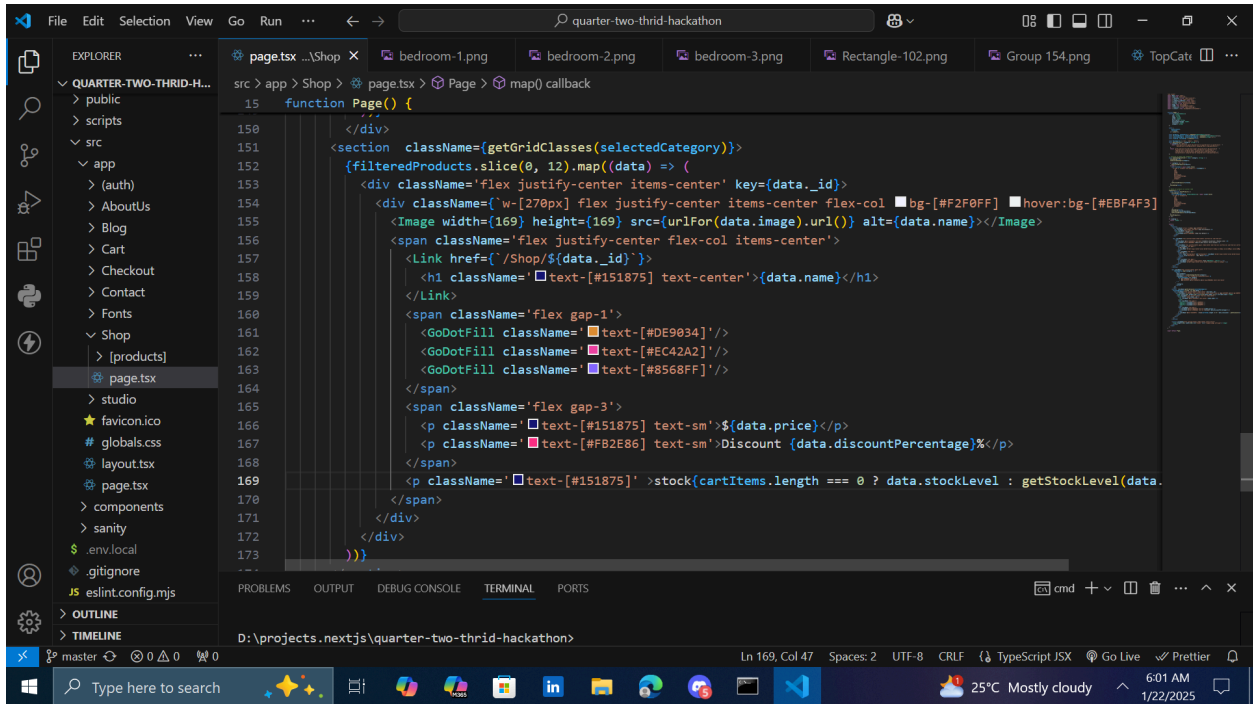 File Edit Selection View Go Run ··· quarter-two-thrid-hackathon
EXPLORER ···
QUARTER-TWO-THRID-H...
public
scripts
src
app
(auth)
AboutUs
Blog
Cart
Checkout
Contact
Fonts
Shop
[products]
page.tsx
studio
favicon.ico
# globals.css
layout.tsx
page.tsx
components
sanity
$ .env.local
.gitignore
JS eslint.config.mjs
OUTLINE
TIMELINE
page.tsx ...\Shop bedroom-1.png bedroom-2.png bedroom-3.png Rectangle-102.png Group 154.png TopCate ···
src > app > Shop > page.tsx > Page > map() callback
15 function Page() {
150 </div>
151 <section className={getGridClasses(selectedCategory)}>
152 {filteredProducts.slice(0, 12).map((data) => (
153 <div className='flex justify-center items-center' key={data._id}>
154 <div className={`w-[270px] flex justify-center items-center flex-col bg-[#F2F0FF] hover:bg-[#EBF4F3]
155 <Image width={169} height={169} src={urlFor(data.image).url()} alt={data.name}></Image>
156 <span className='flex justify-center flex-col items-center'>
157 <Link href={`/Shop/${data._id}`}>
158 <h1 className='text-[#151875] text-center'>{data.name}</h1>
159 </Link>
160 <span className='flex gap-1'>
161 <GoDotFill className='text-[#DE9034]'/>
162 <GoDotFill className='text-[#EC42A2]'/>
163 <GoDotFill className='text-[#8568FF]'/>
164 </span>
165 <span className='flex gap-3'>
166 <p className='text-[#151875] text-sm'>${data.price}</p>
167 <p className='text-[#FB2E86] text-sm'>Discount {data.discountPercentage}%</p>
168 </span>
169 <p className='text-[#151875]' >stock{cartItems.length === 0 ? data.stockLevel : getStockLevel(data.
170 </span>
171 </div>
172 </div>
173 ))}
PROBLEMS OUTPUT DEBUG CONSOLE TERMINAL PORTS cmd ···
D:\projects.nextjs\quarter-two-thrid-hackathon>
master 0 0 0 Ln 169, Col 47 Spaces: 2 UTF-8 CRLF TypeScript JSX Go Live Prettier
Type here to search M365 in 1 25°C Mostly cloudy 6:01 AM
1/22/2025